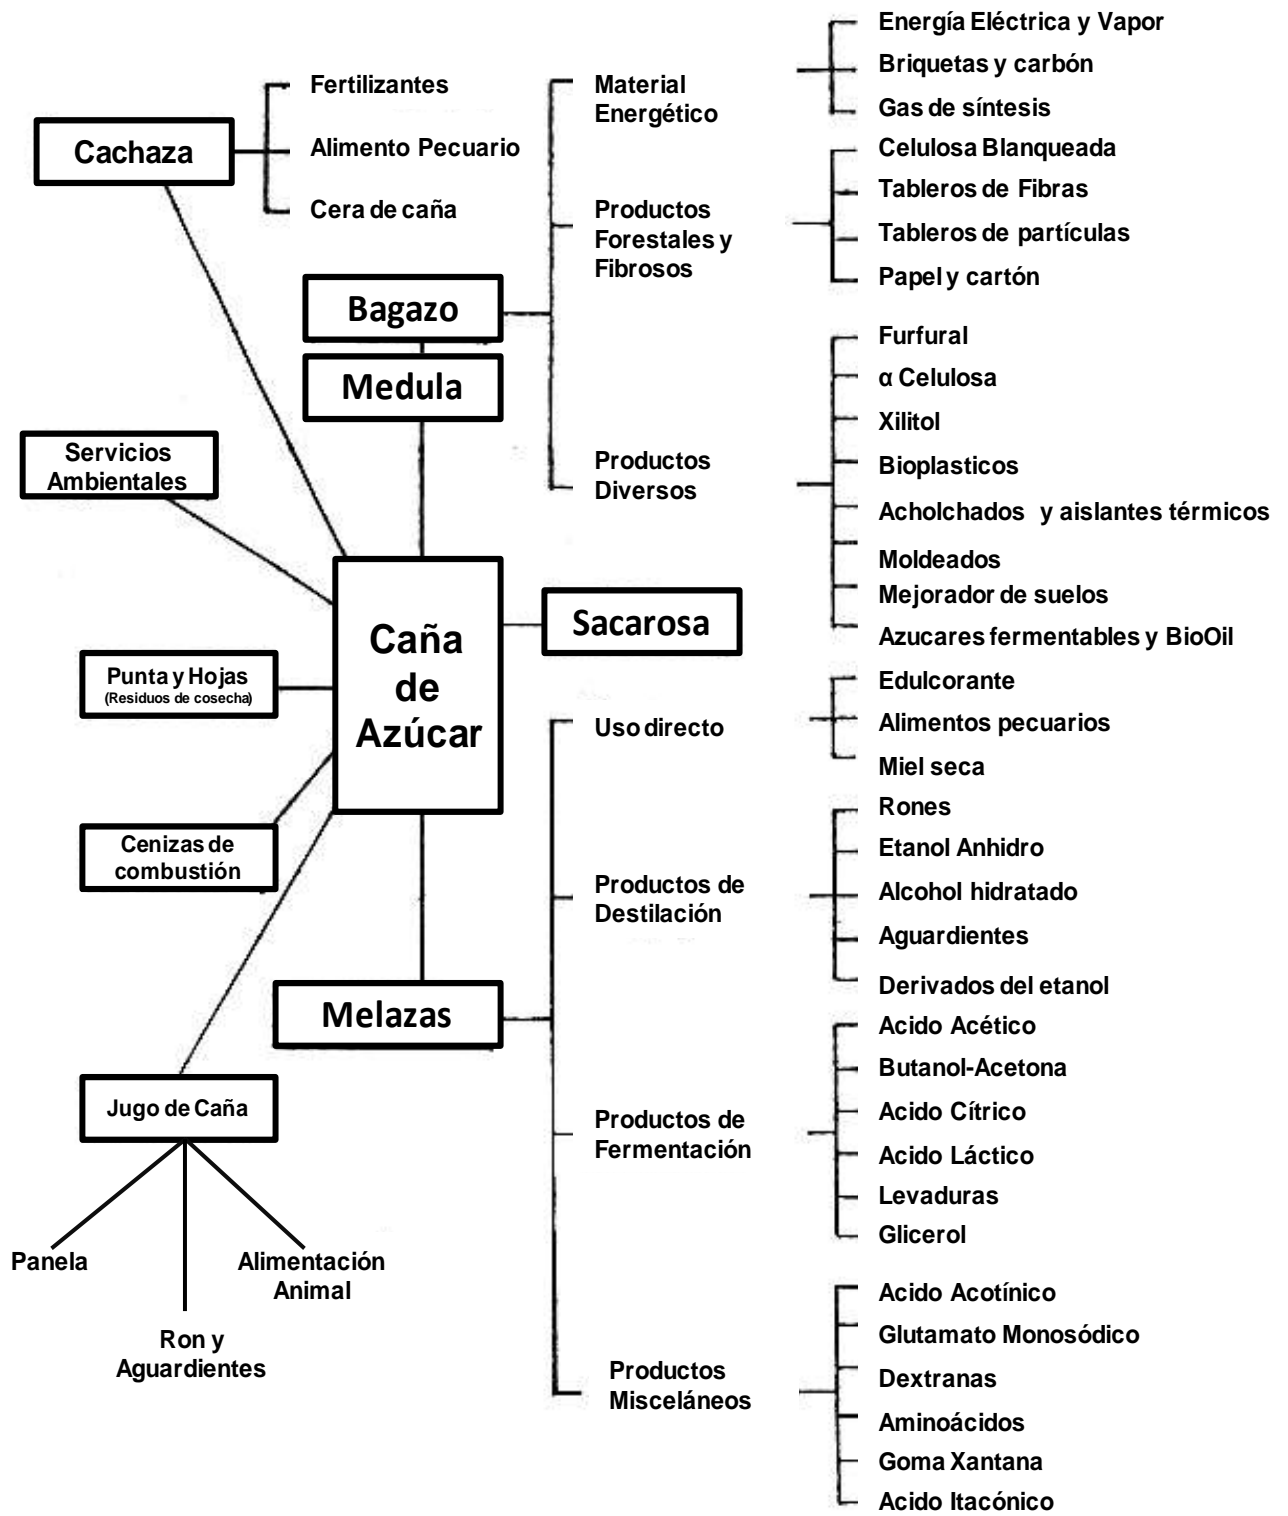 Cachaza
Fertilizantes
Alimento Pecuario
Cera de caña
Bagazo
Medula
Material
Energético
Energía Eléctrica y Vapor
Briquetas y carbón
Gas de síntesis
Productos
Forestales y
Fibrosos
Celulosa Blanqueada
Tableros de Fibras
Tableros de partículas
Papel y cartón
Productos
Diversos
Furfural
α Celulosa
Xilitol
Bioplasticos
Acholchados y aislantes térmicos
Moldeados
Mejorador de suelos
Azucares fermentables y BioOil
Servicios
Ambientales
Caña
de
Azúcar
Sacarosa
Punta y Hojas
(Residuos de cosecha)
Cenizas de
combustión
Melazas
Uso directo
Edulcorante
Alimentos pecuarios
Miel seca
Productos de
Destilación
Rones
Etanol Anhidro
Alcohol hidratado
Aguardientes
Derivados del etanol
Productos de
Fermentación
Acido Acético
Butanol-Acetona
Acido Cítrico
Acido Láctico
Levaduras
Glicerol
Productos
Misceláneos
Acido Acotínico
Glutamato Monosódico
Dextranas
Aminoácidos
Goma Xantana
Acido Itacónico
Jugo de Caña
Panela
Ron y
Aguardientes
Alimentación
Animal